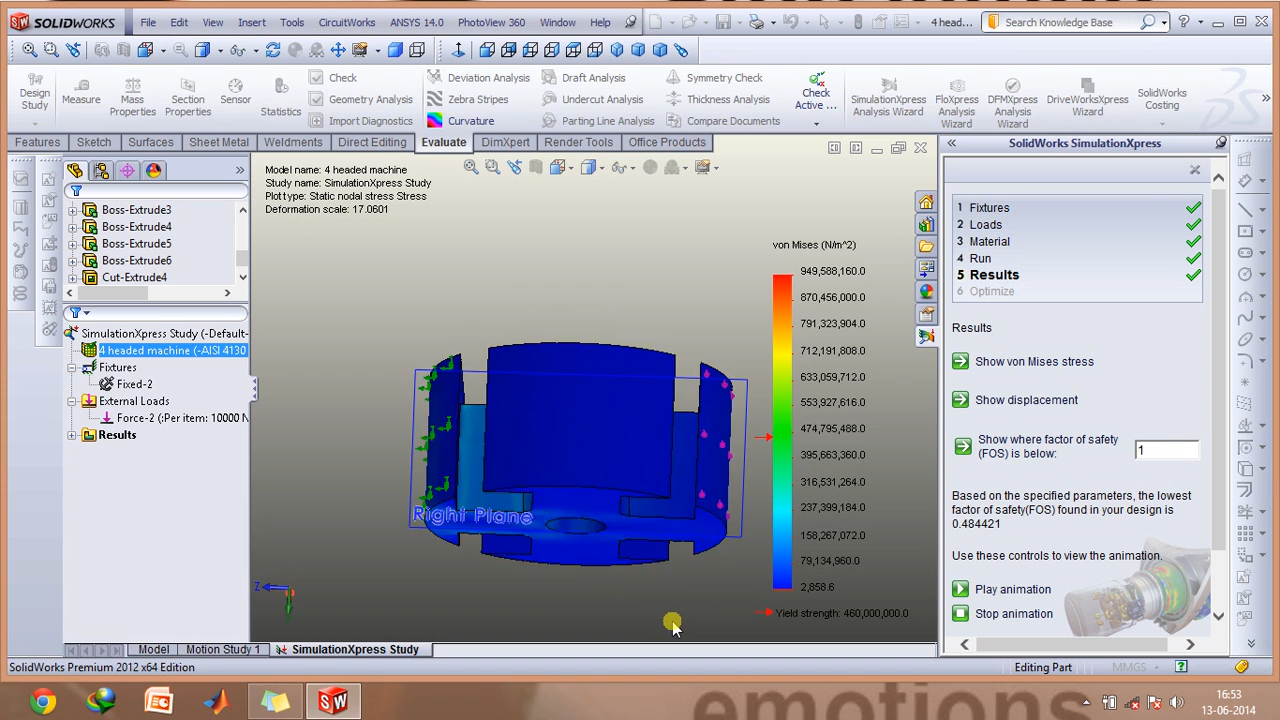 SOLIDWORKS File Edit View Insert Tools CircuitWorks ANSYS 14.0 PhotoView 360 Window Help 4 head... Search Knowledge Base
Design Study
Measure
Mass Properties
Section Properties
Sensor
Statistics
Check
Geometry Analysis
Import Diagnostics
Deviation Analysis
Zebra Stripes
Curvature
Draft Analysis
Undercut Analysis
Parting Line Analysis
Symmetry Check
Thickness Analysis
Compare Documents
Check Active ...
SimulationXpress Analysis Wizard
FloXpress Analysis Wizard
DFMXpress Analysis Wizard
DriveWorksXpress Wizard
SolidWorks Costing
Features Sketch Surfaces Sheet Metal Weldments Direct Editing Evaluate DimXpert Render Tools Office Products
Boss-Extrude3
Boss-Extrude4
Boss-Extrude5
Boss-Extrude6
Cut-Extrude4
SimulationXpress Study (-Default-
4 headed machine (-AISI 4130
Fixtures
Fixed-2
External Loads
Force-2 (:Per item: 10000 N
Results
Model name: 4 headed machine
Study name: SimulationXpress Study
Plot type: Static nodal stress Stress
Deformation scale: 17.0601
von Mises (N/m^2)
949,588,160.0
870,456,000.0
791,323,904.0
712,191,808.0
633,059,712.0
553,927,616.0
474,795,488.0
395,663,360.0
316,531,264.0
237,399,184.0
158,267,072.0
79,134,960.0
2,858.6
Yield strength: 460,000,000.0
Right Plane
Z
SolidWorks SimulationXpress
1 Fixtures
2 Loads
3 Material
4 Run
5 Results
6 Optimize
Results
Show von Mises stress
Show displacement
Show where factor of safety (FOS) is below: 1
Based on the specified parameters, the lowest
factor of safety(FOS) found in your design is
0.484421
Use these controls to view the animation.
Play animation
Stop animation
Model Motion Study 1 SimulationXpress Study
SolidWorks Premium 2012 x64 Edition Editing Part MMGS
emotions
16:53
13-06-2014